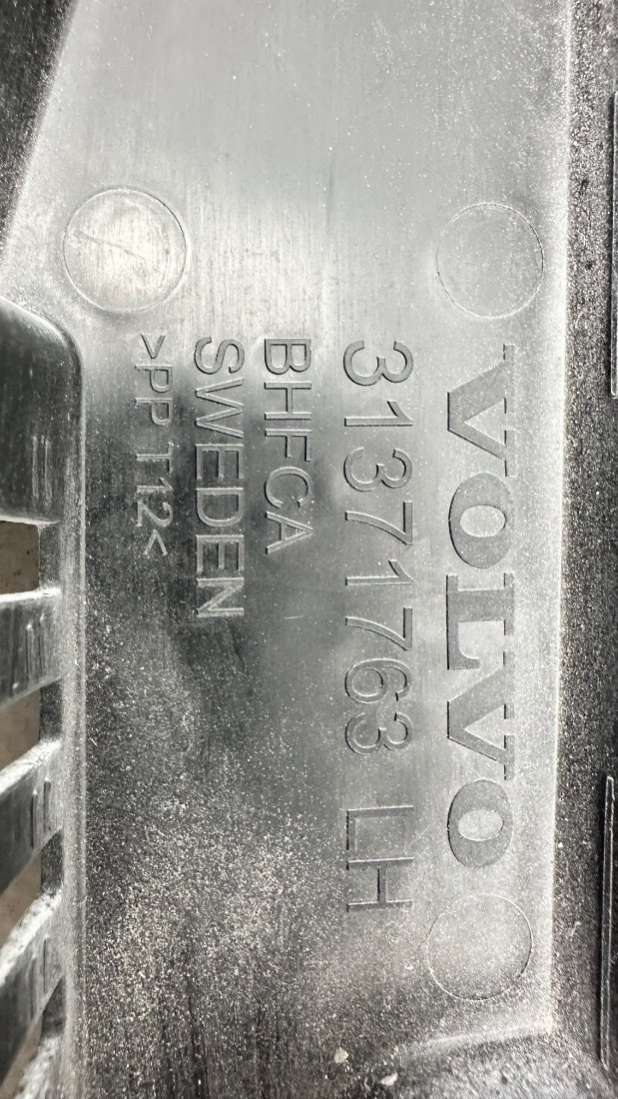 VOLVO
31371763 LH
BHFCA
SWEDEN
>PP T12<